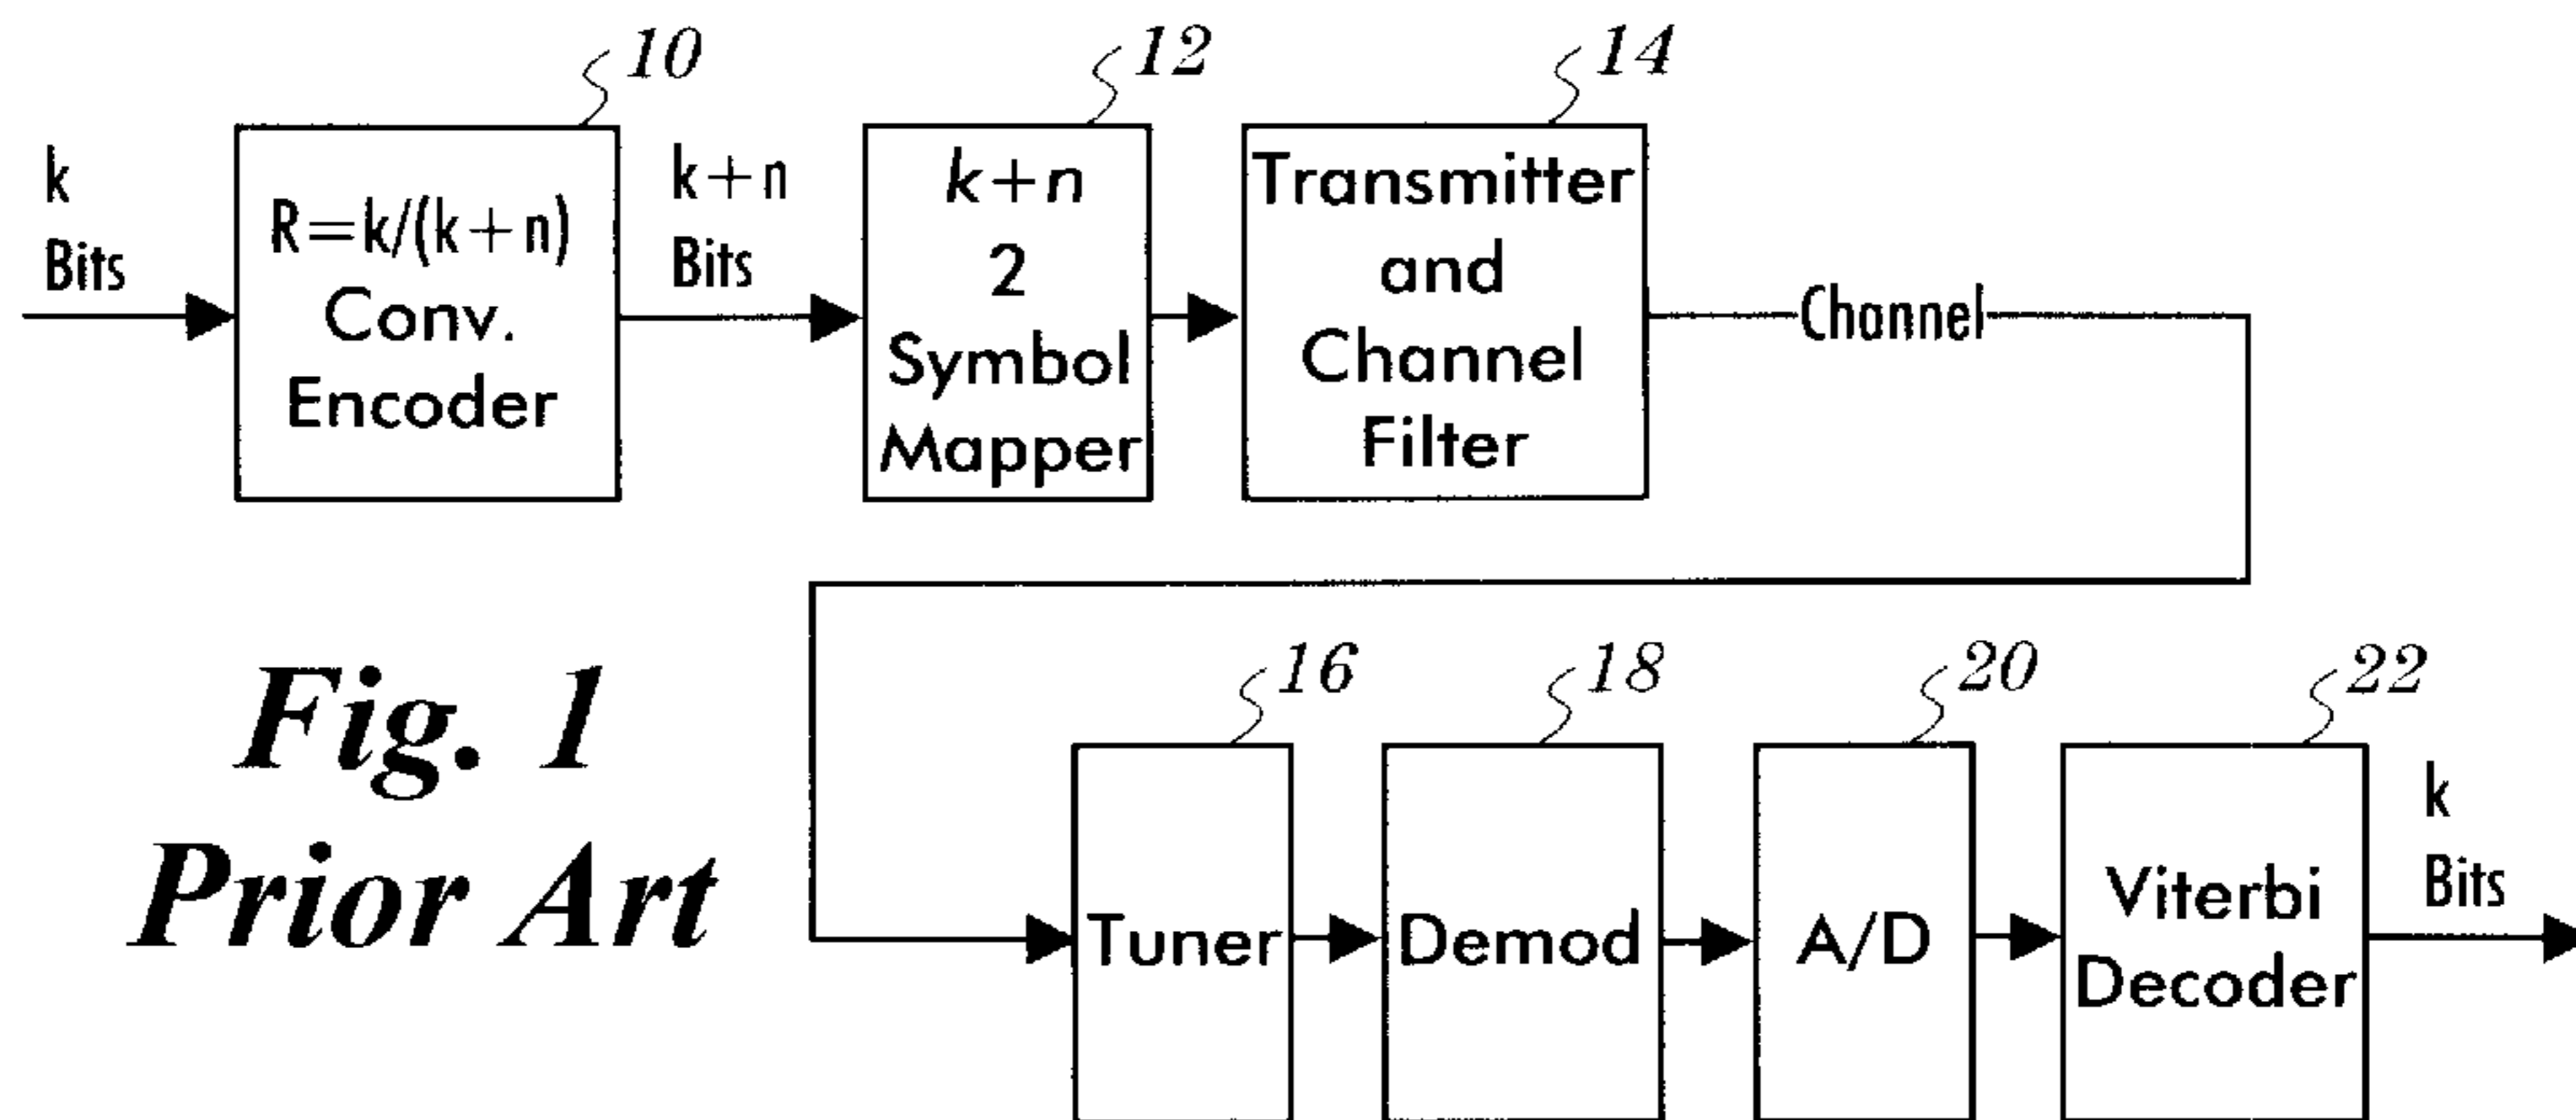 10
12
14
k
Bits
R=k/(k+n)
Conv.
Encoder
k+n
Bits
k+n
2
Symbol
Mapper
Transmitter
and
Channel
Filter
Channel
Fig. 1
Prior Art
16
18
20
22
Tuner
Demod
A/D
Viterbi
Decoder
k
Bits